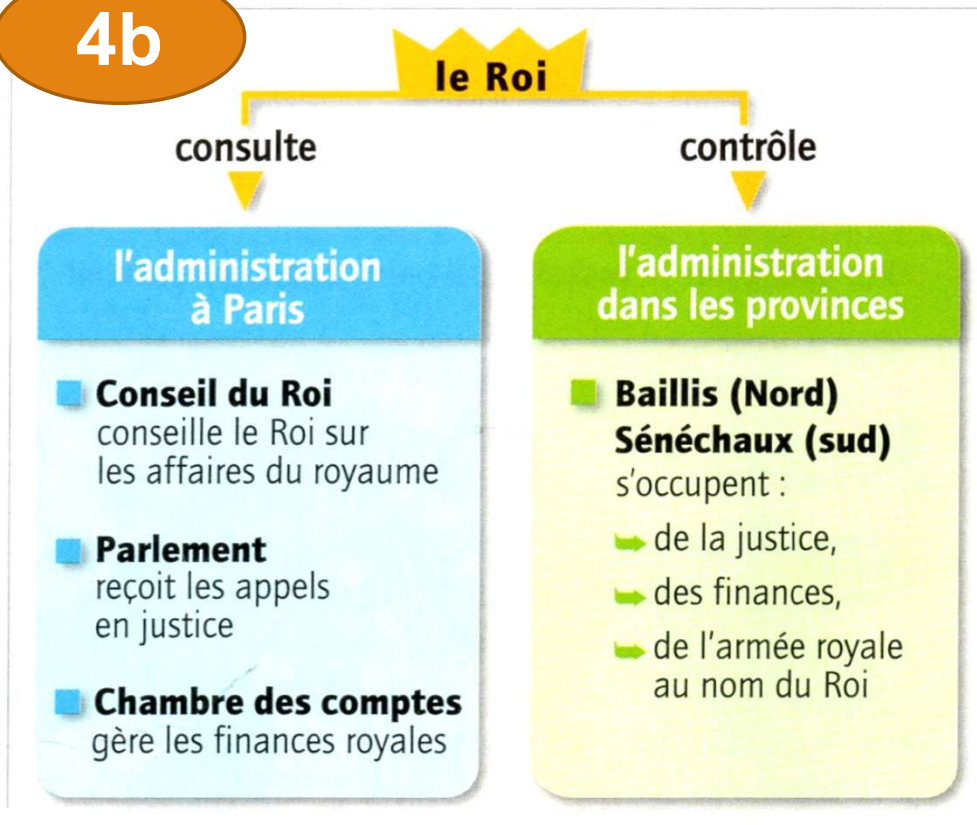 4b
le Roi
consulte
contrôle
l'administration
à Paris
Conseil du Roi
conseille le Roi sur
les affaires du royaume
Parlement
reçoit les appels
en justice
Chambre des comptes
gère les finances royales
l'administration
dans les provinces
Baillis (Nord)
Sénéchaux (sud)
s'occupent :
de la justice,
des finances,
de l'armée royale
au nom du Roi